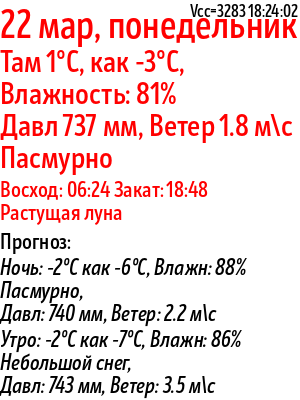 Vcc=3283 18:24:02
22 мар, понедельник
Там 1°C, как -3°C,
Влажность: 81%
Давл 737 мм, Ветер 1.8 м\с
Пасмурно
Восход: 06:24 Закат: 18:48
Растущая луна
Прогноз:
Ночь: -2°C как -6°C, Влажн: 88%
Пасмурно,
Давл: 740 мм, Ветер: 2.2 м\с
Утро: -2°C как -7°C, Влажн: 86%
Небольшой снег,
Давл: 743 мм, Ветер: 3.5 м\с